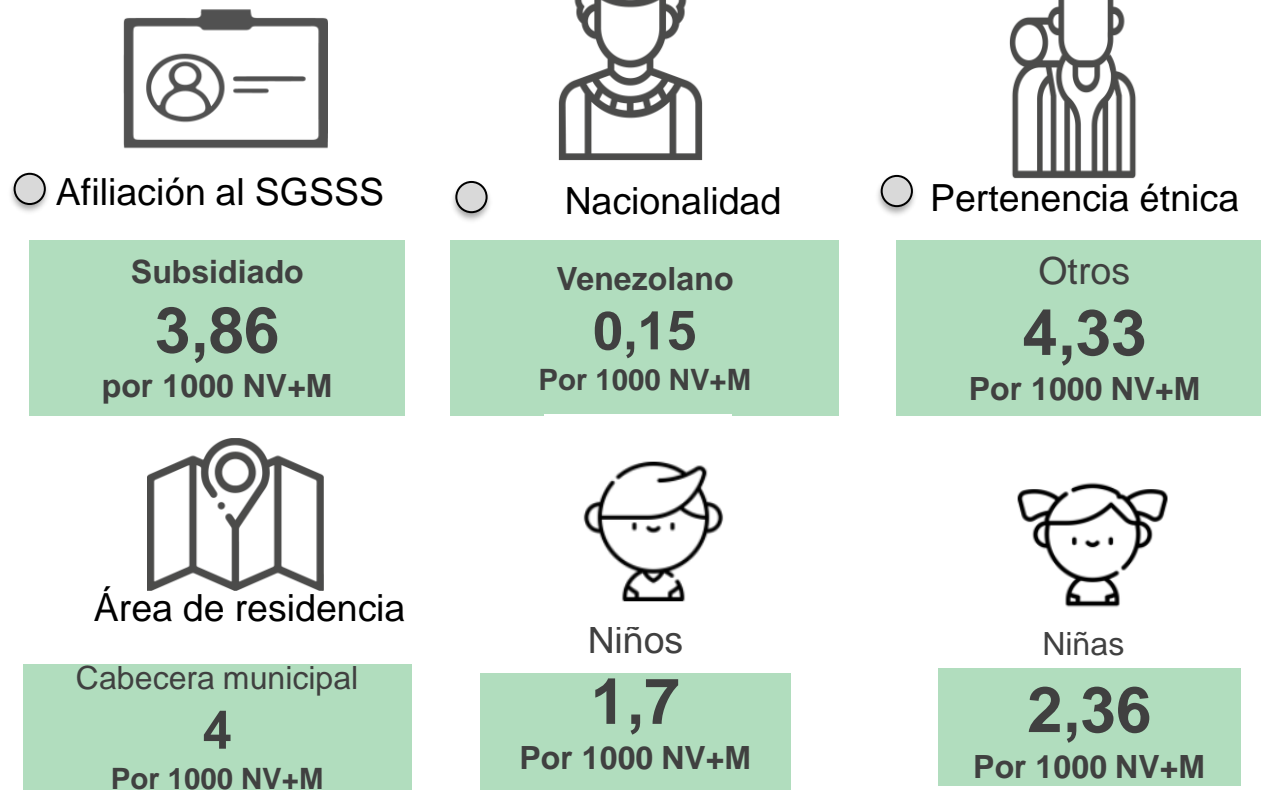 Afiliación al SGSSS
Nacionalidad
Pertenencia étnica
Subsidiado
3,86
por 1000 NV+M
Venezolano
0,15
Por 1000 NV+M
Otros
4,33
Por 1000 NV+M
Área de residencia
Cabecera municipal
4
Por 1000 NV+M
Niños
1,7
Por 1000 NV+M
Niñas
2,36
Por 1000 NV+M